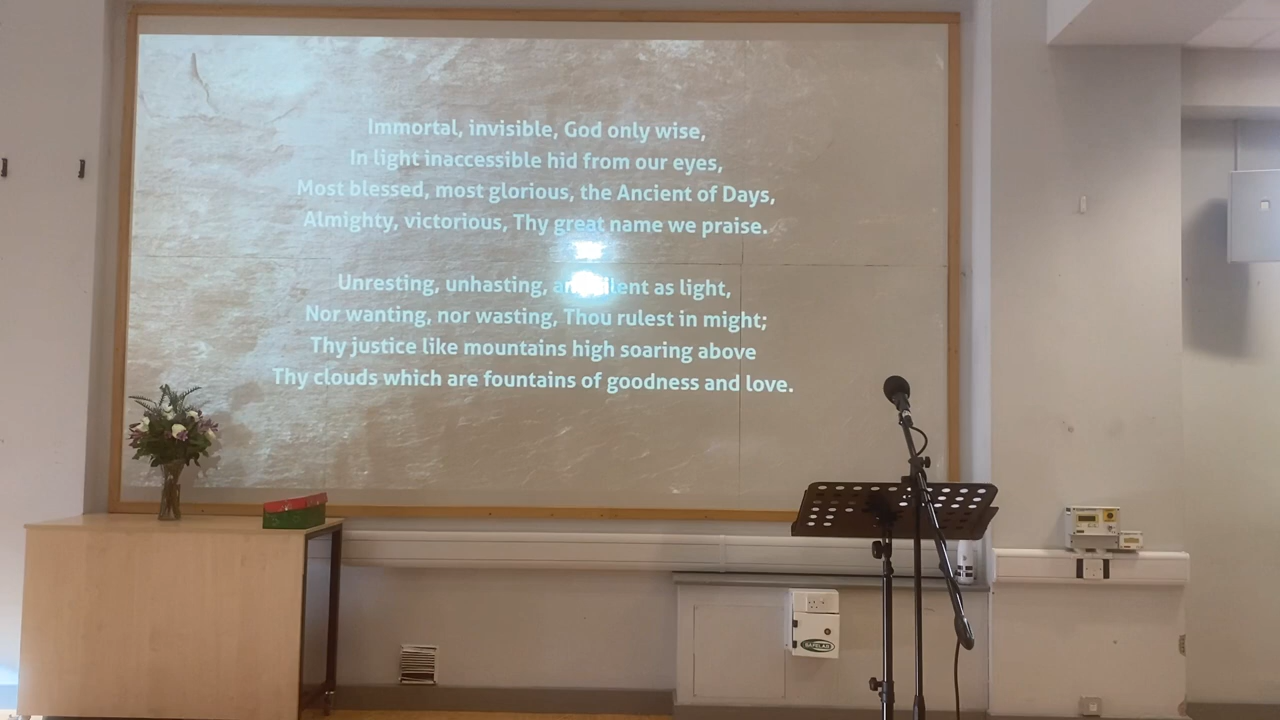 Immortal, invisible, God only wise,
In light inaccessible hid from our eyes,
Most blessed, most glorious, the Ancient of Days,
Almighty, victorious, Thy great name we praise.
Unresting, unhasting, as light,
Nor wanting, nor wasting, Thou rulest in might;
Thy justice like mountains high soaring above
Thy clouds which are fountains of goodness and love.